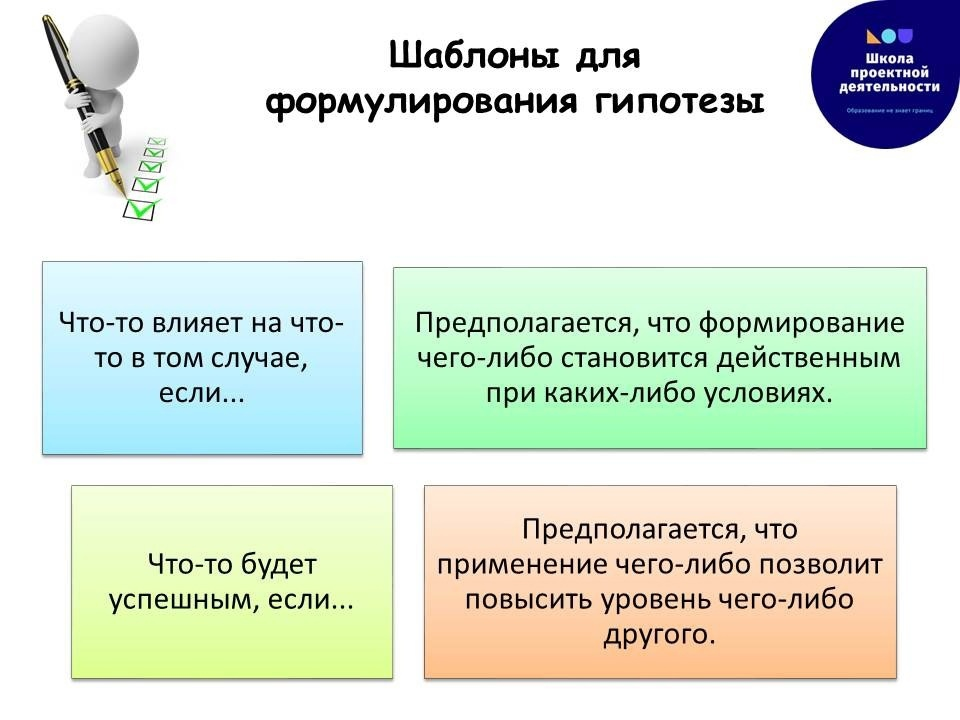 Шаблоны для
формулирования гипотезы
Школа
проектной
деятельности
Образование не знает границ
Что-то влияет на что-
то в том случае,
если...
Предполагается, что формирование
чего-либо становится действенным
при каких-либо условиях.
Что-то будет
успешным, если...
Предполагается, что
применение чего-либо позволит
повысить уровень чего-либо
другого.